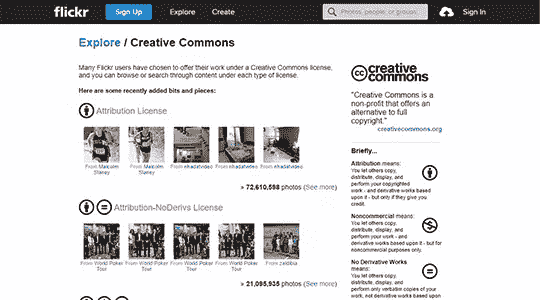 flickr Sign Up Explore Create Photos, people, or groups Sign In
Explore / Creative Commons
Many Flickr users have chosen to offer their work under a Creative Commons license,
and you can browse or search through content under each type of license.
Here are some recently added bits and pieces:
Attribution License
From Malcolm
Slaney
From Malcolm
Slaney
From nhadatvideo
From nhadatvideo
From nhadatvideo
» 72,610,598 photos (See more)
Attribution-NoDerivs License
From World Poker
Tour
From World Poker
Tour
From World Poker
Tour
From World Poker
Tour
From
» 21,095,935 photos (See more)
cc creative
commons
"Creative Commons is a
non-profit that offers an
alternative to full
copyright."
creativecommons.org
Briefly...
Attribution means:
You let others copy,
distribute, display, and
perform your copyrighted
work - and derivative works
based upon it - but only if they give
you credit.
Noncommercial means:
You let others copy,
distribute, display, and
perform your work - and
derivative works based upon it - but for
noncommercial purposes only.
No Derivative Works
means:
You let others copy,
distribute, display, and
perform only verbatim copies of
your work, not derivative works based